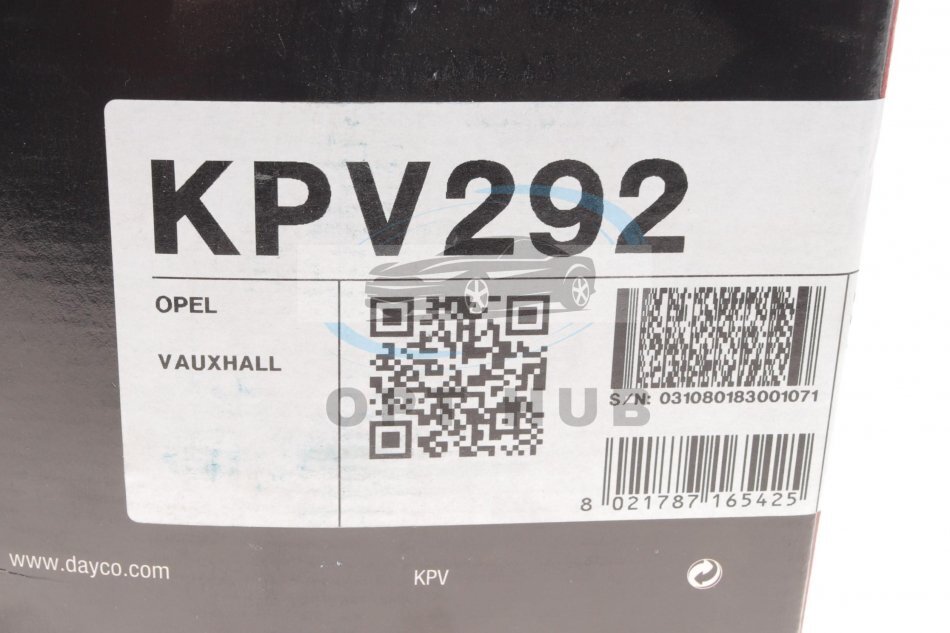 KPV292
OPEL
VAUXHALL
S/N: 031080183001071
8 021787 165425
www.dayco.com
KPV